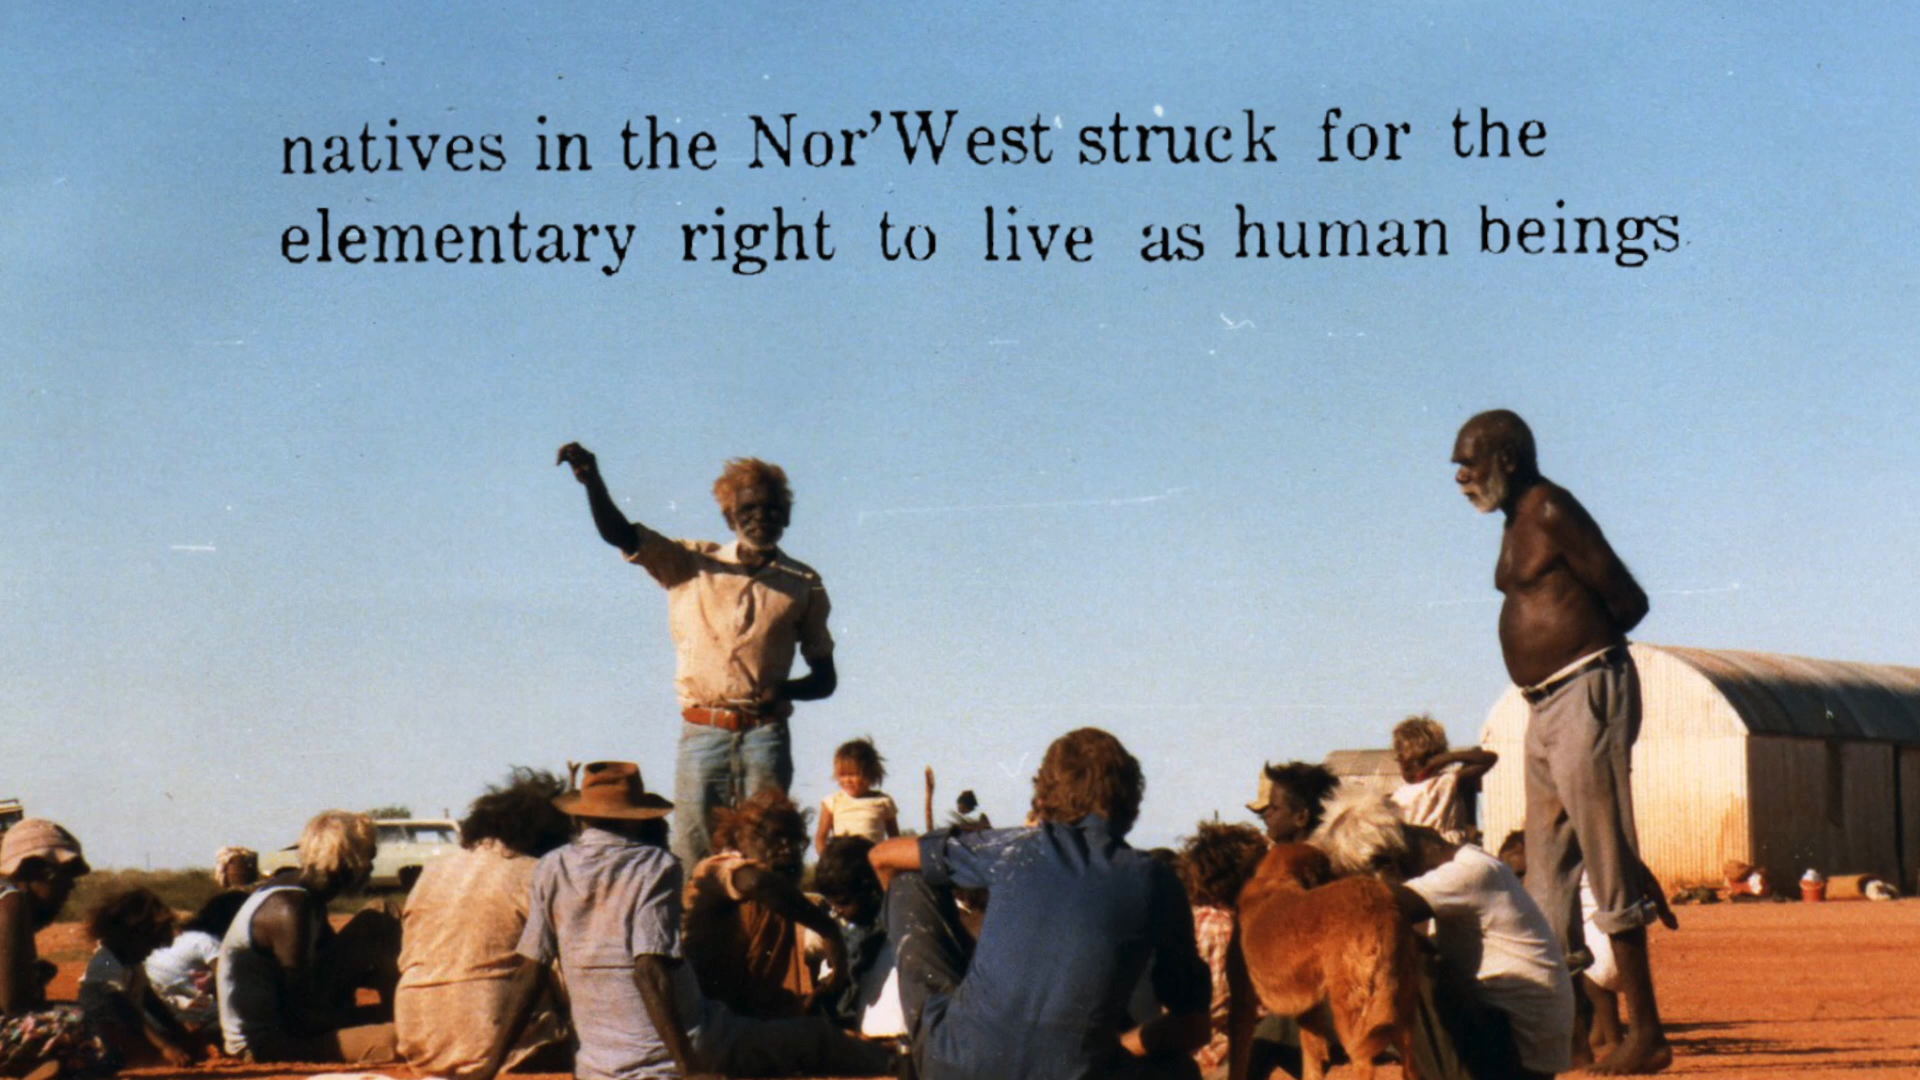 natives in the Nor'West struck for the
elementary right to live as human beings